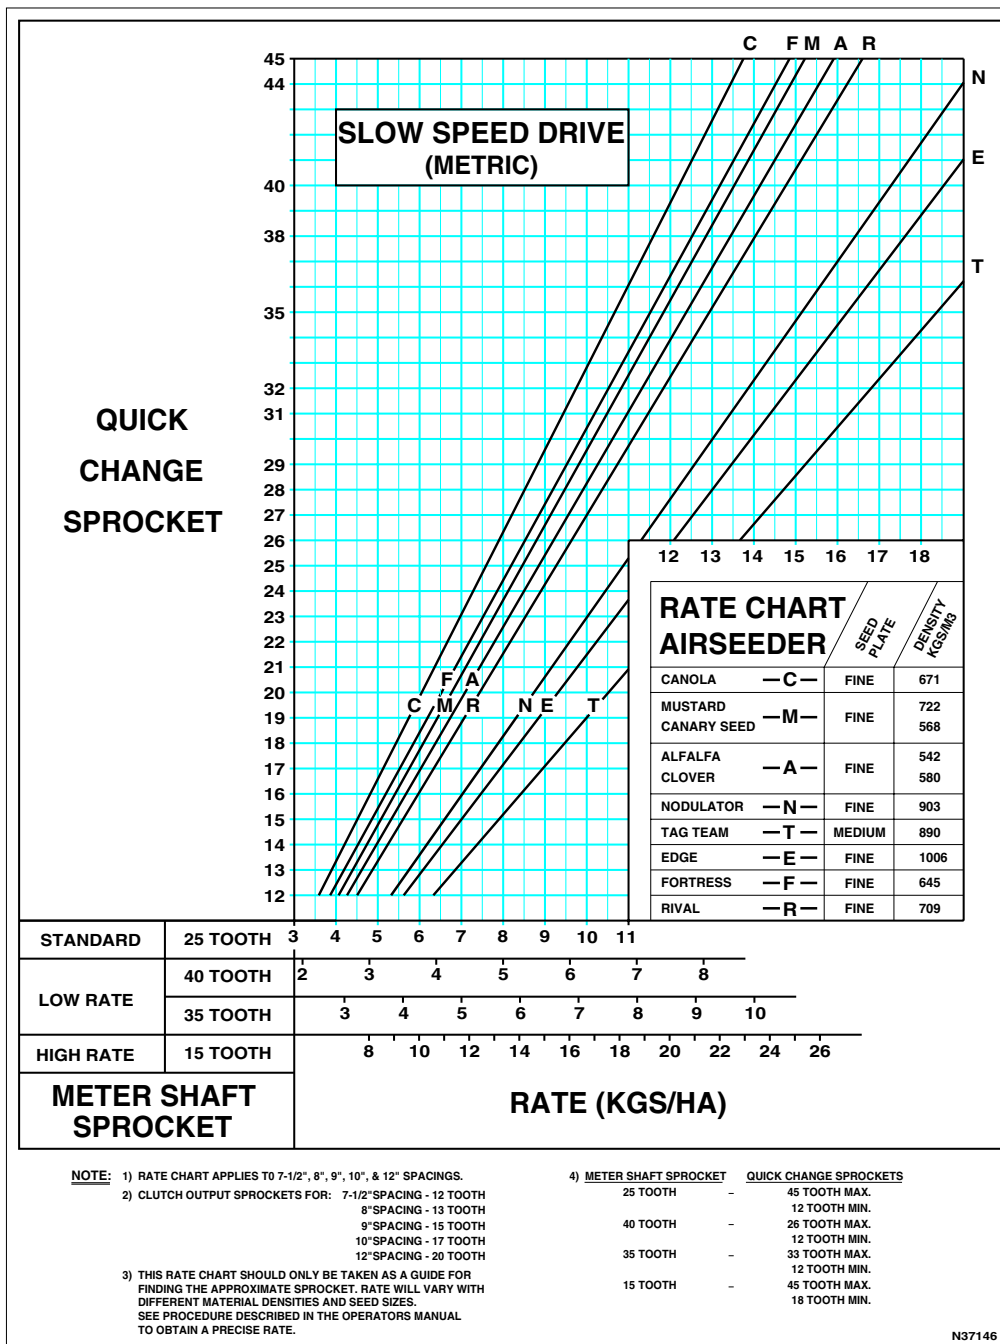 C F M A R
45
44
N
SLOW SPEED DRIVE
(METRIC)
E
40
38
T
35
QUICK
CHANGE
SPROCKET
32
31
29
28
27
26
25
24
23
22
21
20
19
18
17
16
15
14
13
12
F A
C M R N E T
12 13 14 15 16 17 18
RATE CHART
AIRSEEDER
SEED
PLATE
DENSITY
KGS/M3
CANOLA —C— FINE 671
MUSTARD 722
—M— FINE
CANARY SEED 568
ALFALFA 542
—A— FINE
CLOVER 580
NODULATOR —N— FINE 903
TAG TEAM —T— MEDIUM 890
EDGE —E— FINE 1006
FORTRESS —F— FINE 645
RIVAL —R— FINE 709
STANDARD 25 TOOTH 3 4 5 6 7 8 9 10 11
LOW RATE
40 TOOTH 2 3 4 5 6 7 8
35 TOOTH 3 4 5 6 7 8 9 10
HIGH RATE 15 TOOTH 8 10 12 14 16 18 20 22 24 26
METER SHAFT
SPROCKET
RATE (KGS/HA)
NOTE: 1) RATE CHART APPLIES T0 7-1/2", 8", 9", 10", & 12" SPACINGS.
2) CLUTCH OUTPUT SPROCKETS FOR: 7-1/2"SPACING - 12 TOOTH
8"SPACING - 13 TOOTH
9"SPACING - 15 TOOTH
10"SPACING - 17 TOOTH
12"SPACING - 20 TOOTH
3) THIS RATE CHART SHOULD ONLY BE TAKEN AS A GUIDE FOR
FINDING THE APPROXIMATE SPROCKET. RATE WILL VARY WITH
DIFFERENT MATERIAL DENSITIES AND SEED SIZES.
SEE PROCEDURE DESCRIBED IN THE OPERATORS MANUAL
TO OBTAIN A PRECISE RATE.
4) METER SHAFT SPROCKET QUICK CHANGE SPROCKETS
25 TOOTH – 45 TOOTH MAX.
12 TOOTH MIN.
40 TOOTH – 26 TOOTH MAX.
12 TOOTH MIN.
35 TOOTH – 33 TOOTH MAX.
12 TOOTH MIN.
15 TOOTH – 45 TOOTH MAX.
18 TOOTH MIN.
N37146